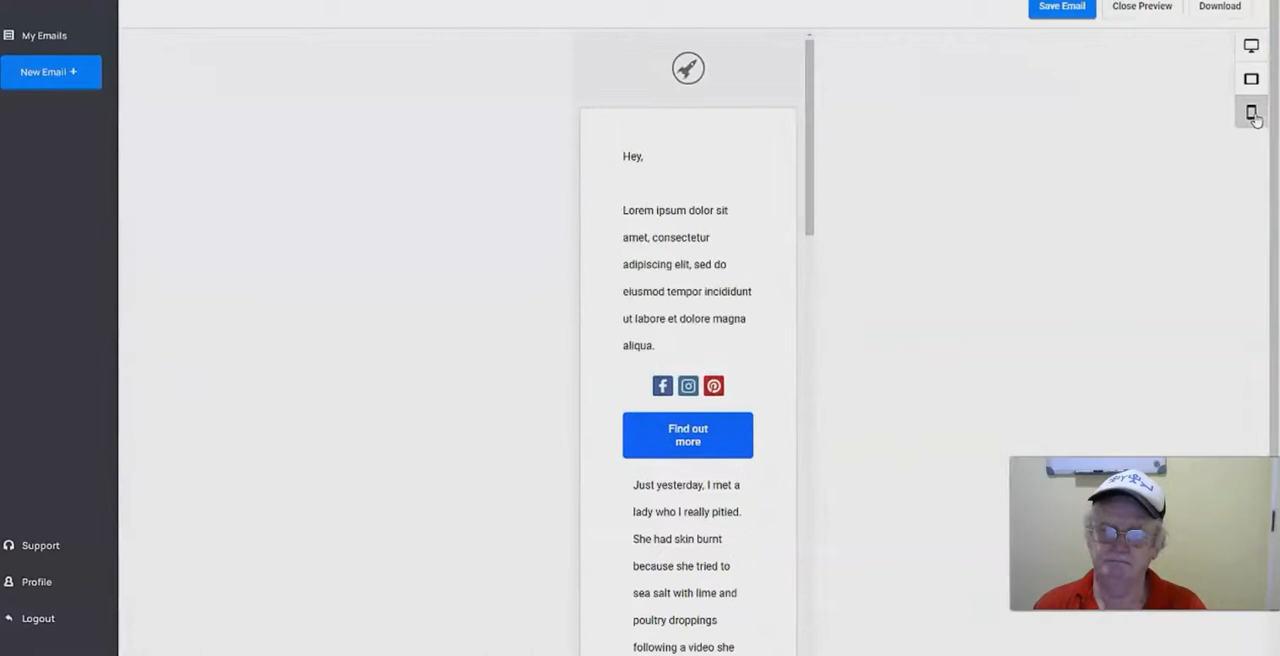 Save Email
Close Preview
Download
My Emails
New Email +
Hey,
Lorem ipsum dolor sit
amet, consectetur
adipiscing elit, sed do
eiusmod tempor incididunt
ut labore et dolore magna
aliqua.
Find out
more
Just yesterday, I met a
lady who I really pitied.
She had skin burnt
because she tried to
sea salt with lime and
poultry droppings
following a video she
Support
Profile
Logout